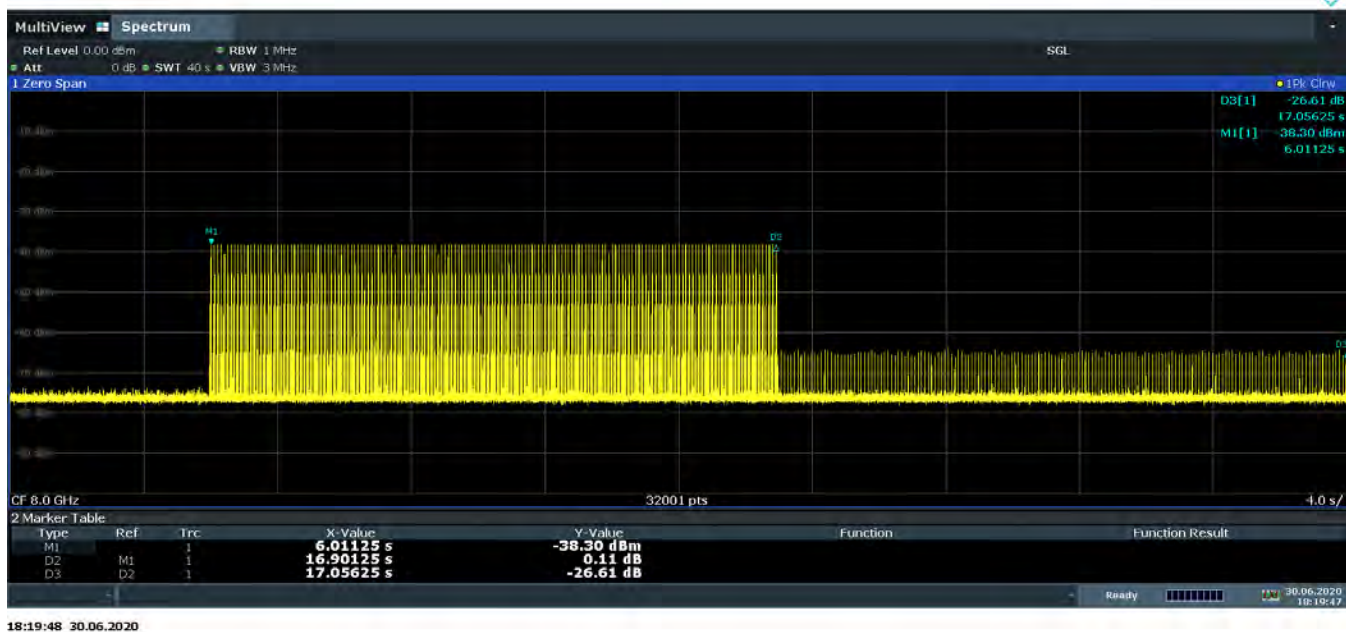 MultiView Spectrum
Ref Level 0.00 dBm RBW 1 MHz SGL
Att 0 dB SWT 40 s VBW 3 MHz
1 Zero Span 1Pk Clrw
D3[1] -26.61 dB
17.05625 s
M1[1] -38.30 dBm
6.01125 s
M1
D2
D3
CF 8.0 GHz 32001 pts 4.0 s/
2 Marker Table
Type Ref Trc X-Value Y-Value Function Function Result
M1 1 6.01125 s -38.30 dBm
D2 M1 1 16.90125 s 0.11 dB
D3 D2 1 17.05625 s -26.61 dB
Ready 30.06.2020
18:19:47
18:19:48 30.06.2020